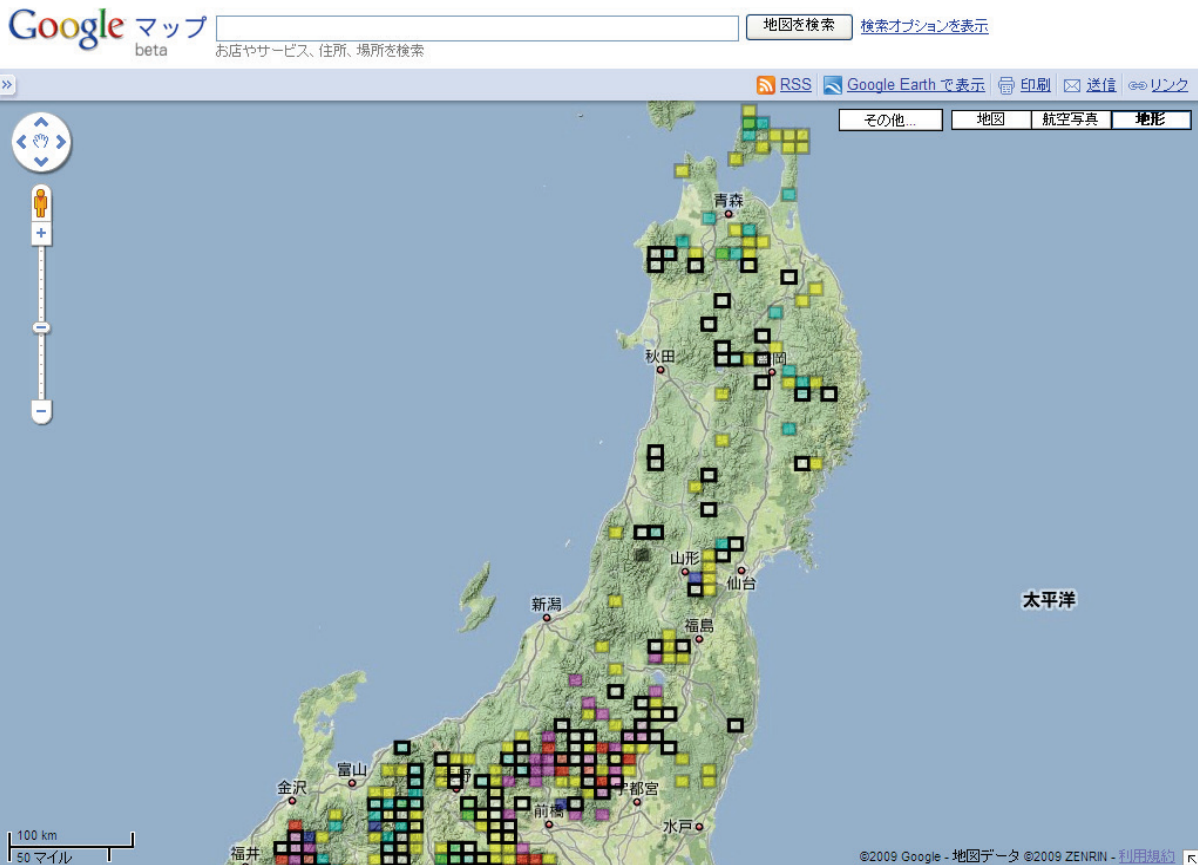 Google マップ
beta
地図を検索
検索オプションを表示
お店やサービス、住所、場所を検索
»
RSS
Google Earth で表示
印刷
送信
リンク
その他...
地図
航空写真
地形
青森
秋田
岡
山形
仙台
新潟
福島
太平洋
富山
野
金沢
宇都宮
前橋
水戸
福井
100 km
50 マイル
©2009 Google - 地図データ ©2009 ZENRIN - 利用規約